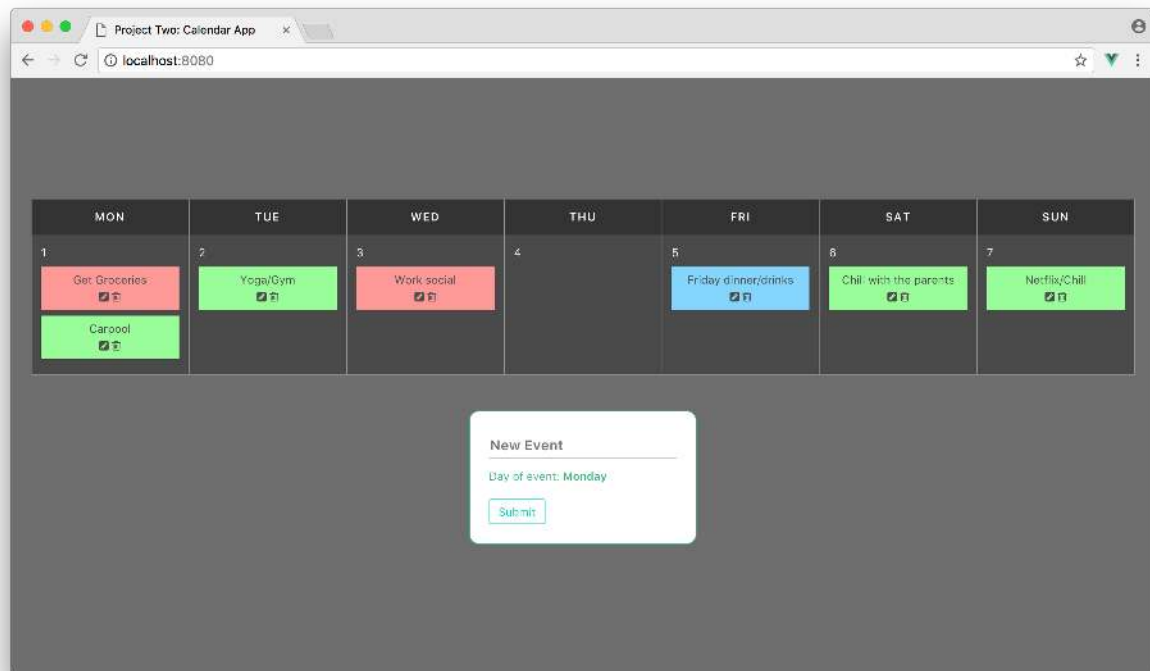 Project Two: Calendar App
localhost:8080
MON TUE WED THU FRI SAT SUN
1 2 3 4 5 6 7
Get Groceries Yoga/Gym Work social Friday dinner/drinks Chill with the parents Netflix/Chill
Carpool
New Event
Day of event: Monday
Submit